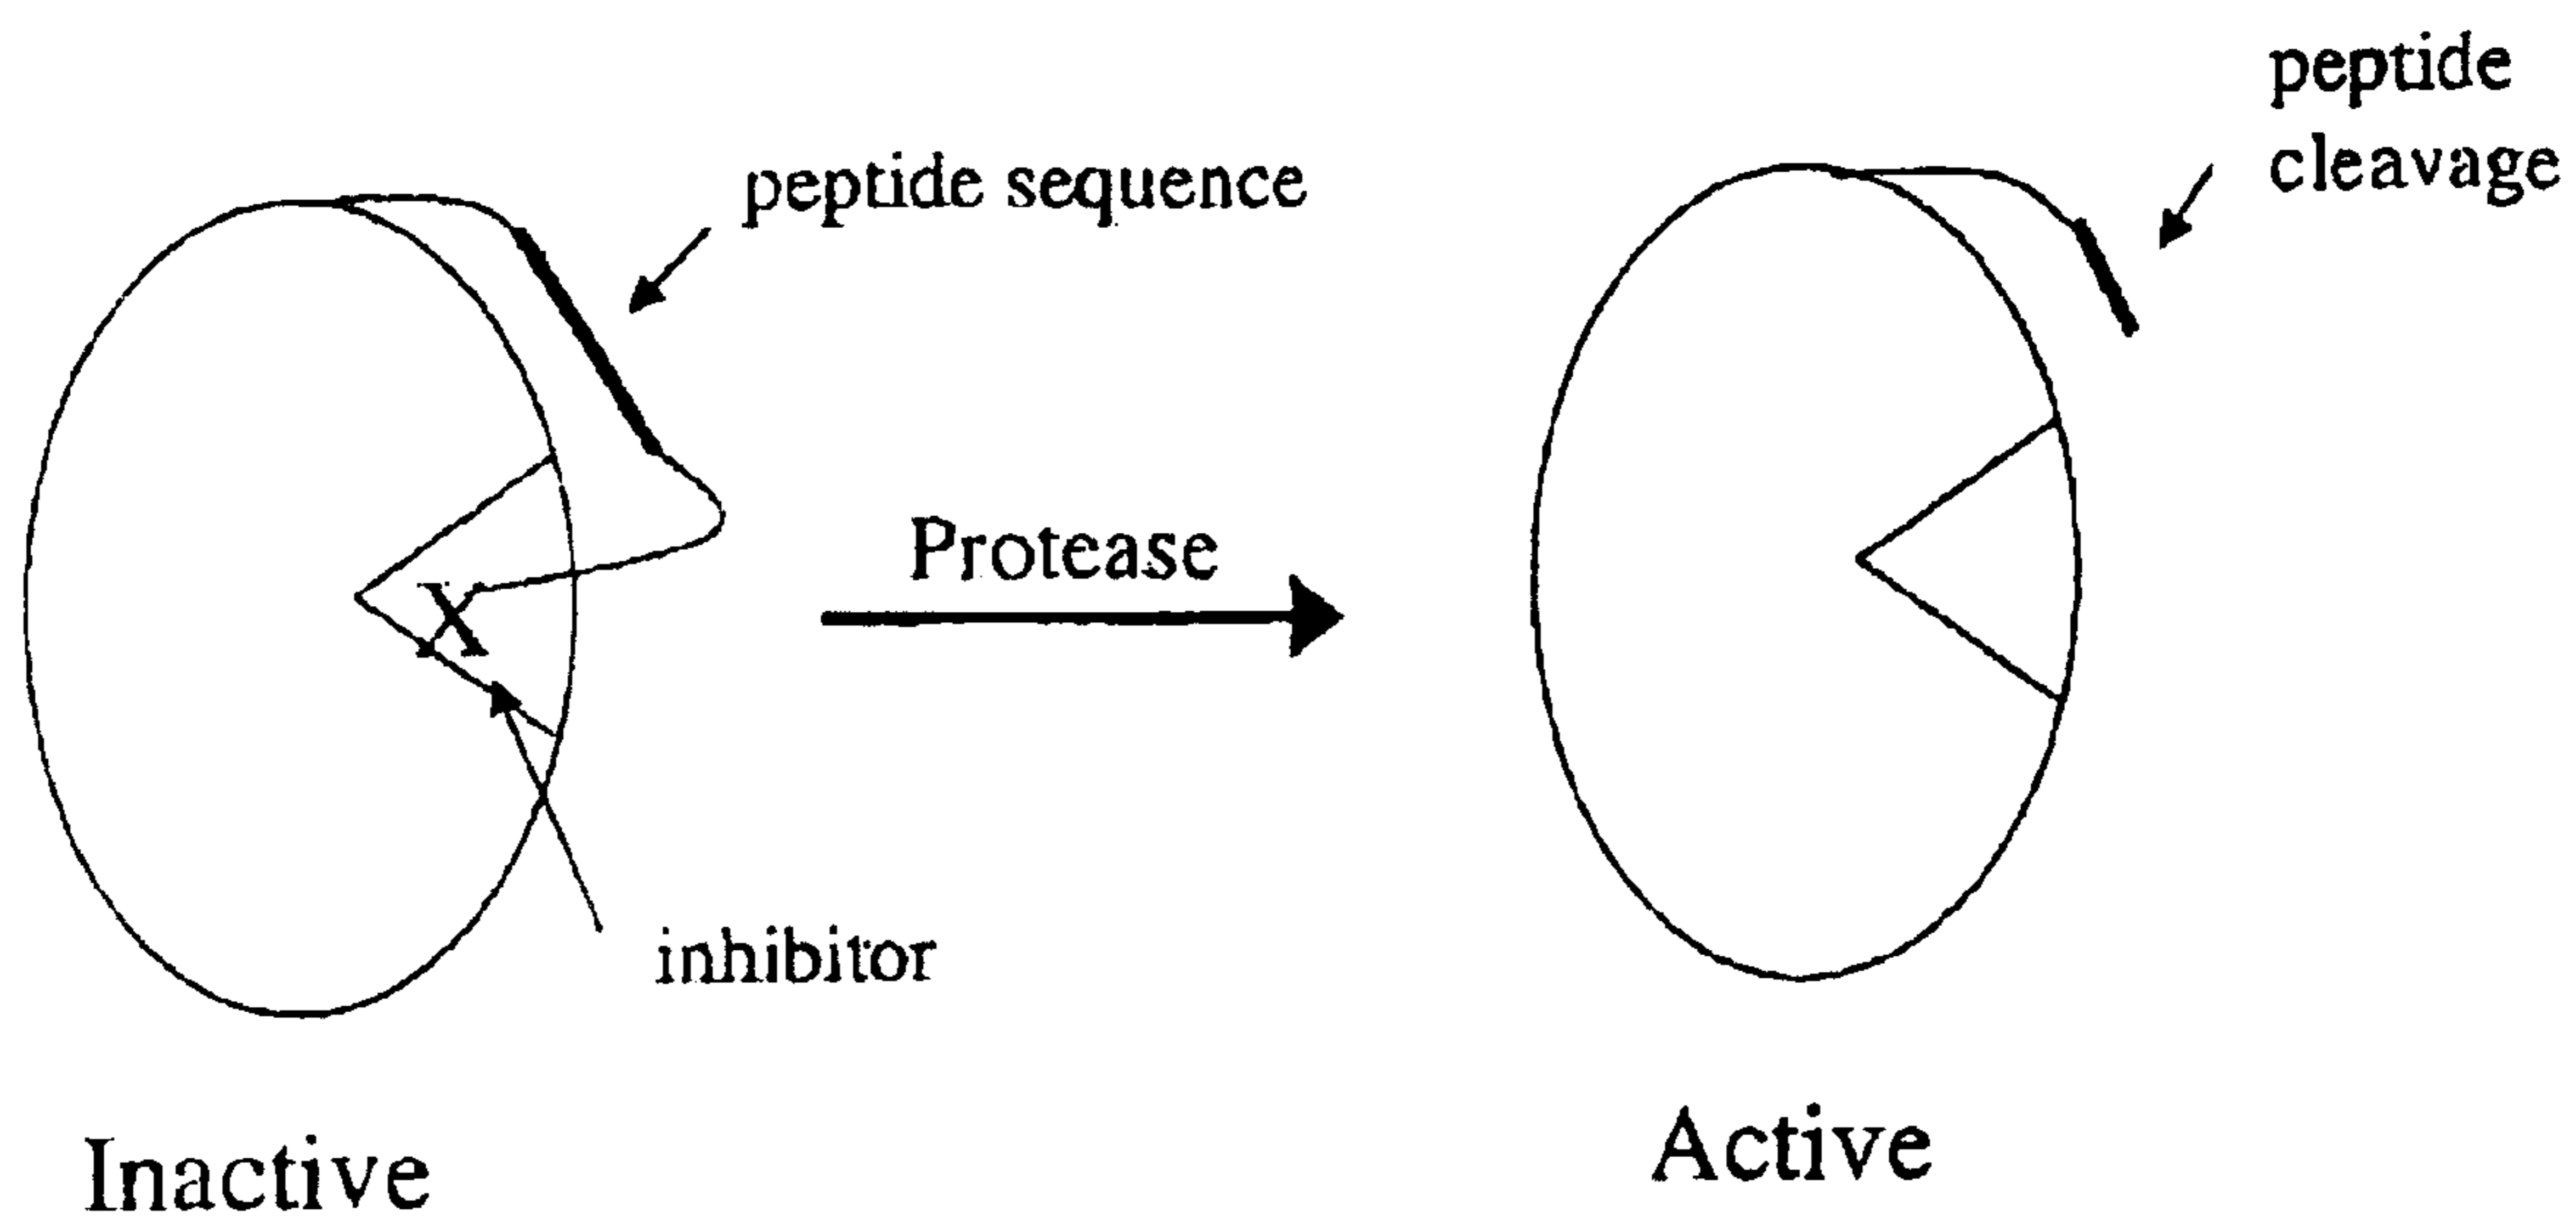 peptide
cleavage
peptide sequence
Protease
X
inhibitor
Inactive
Active